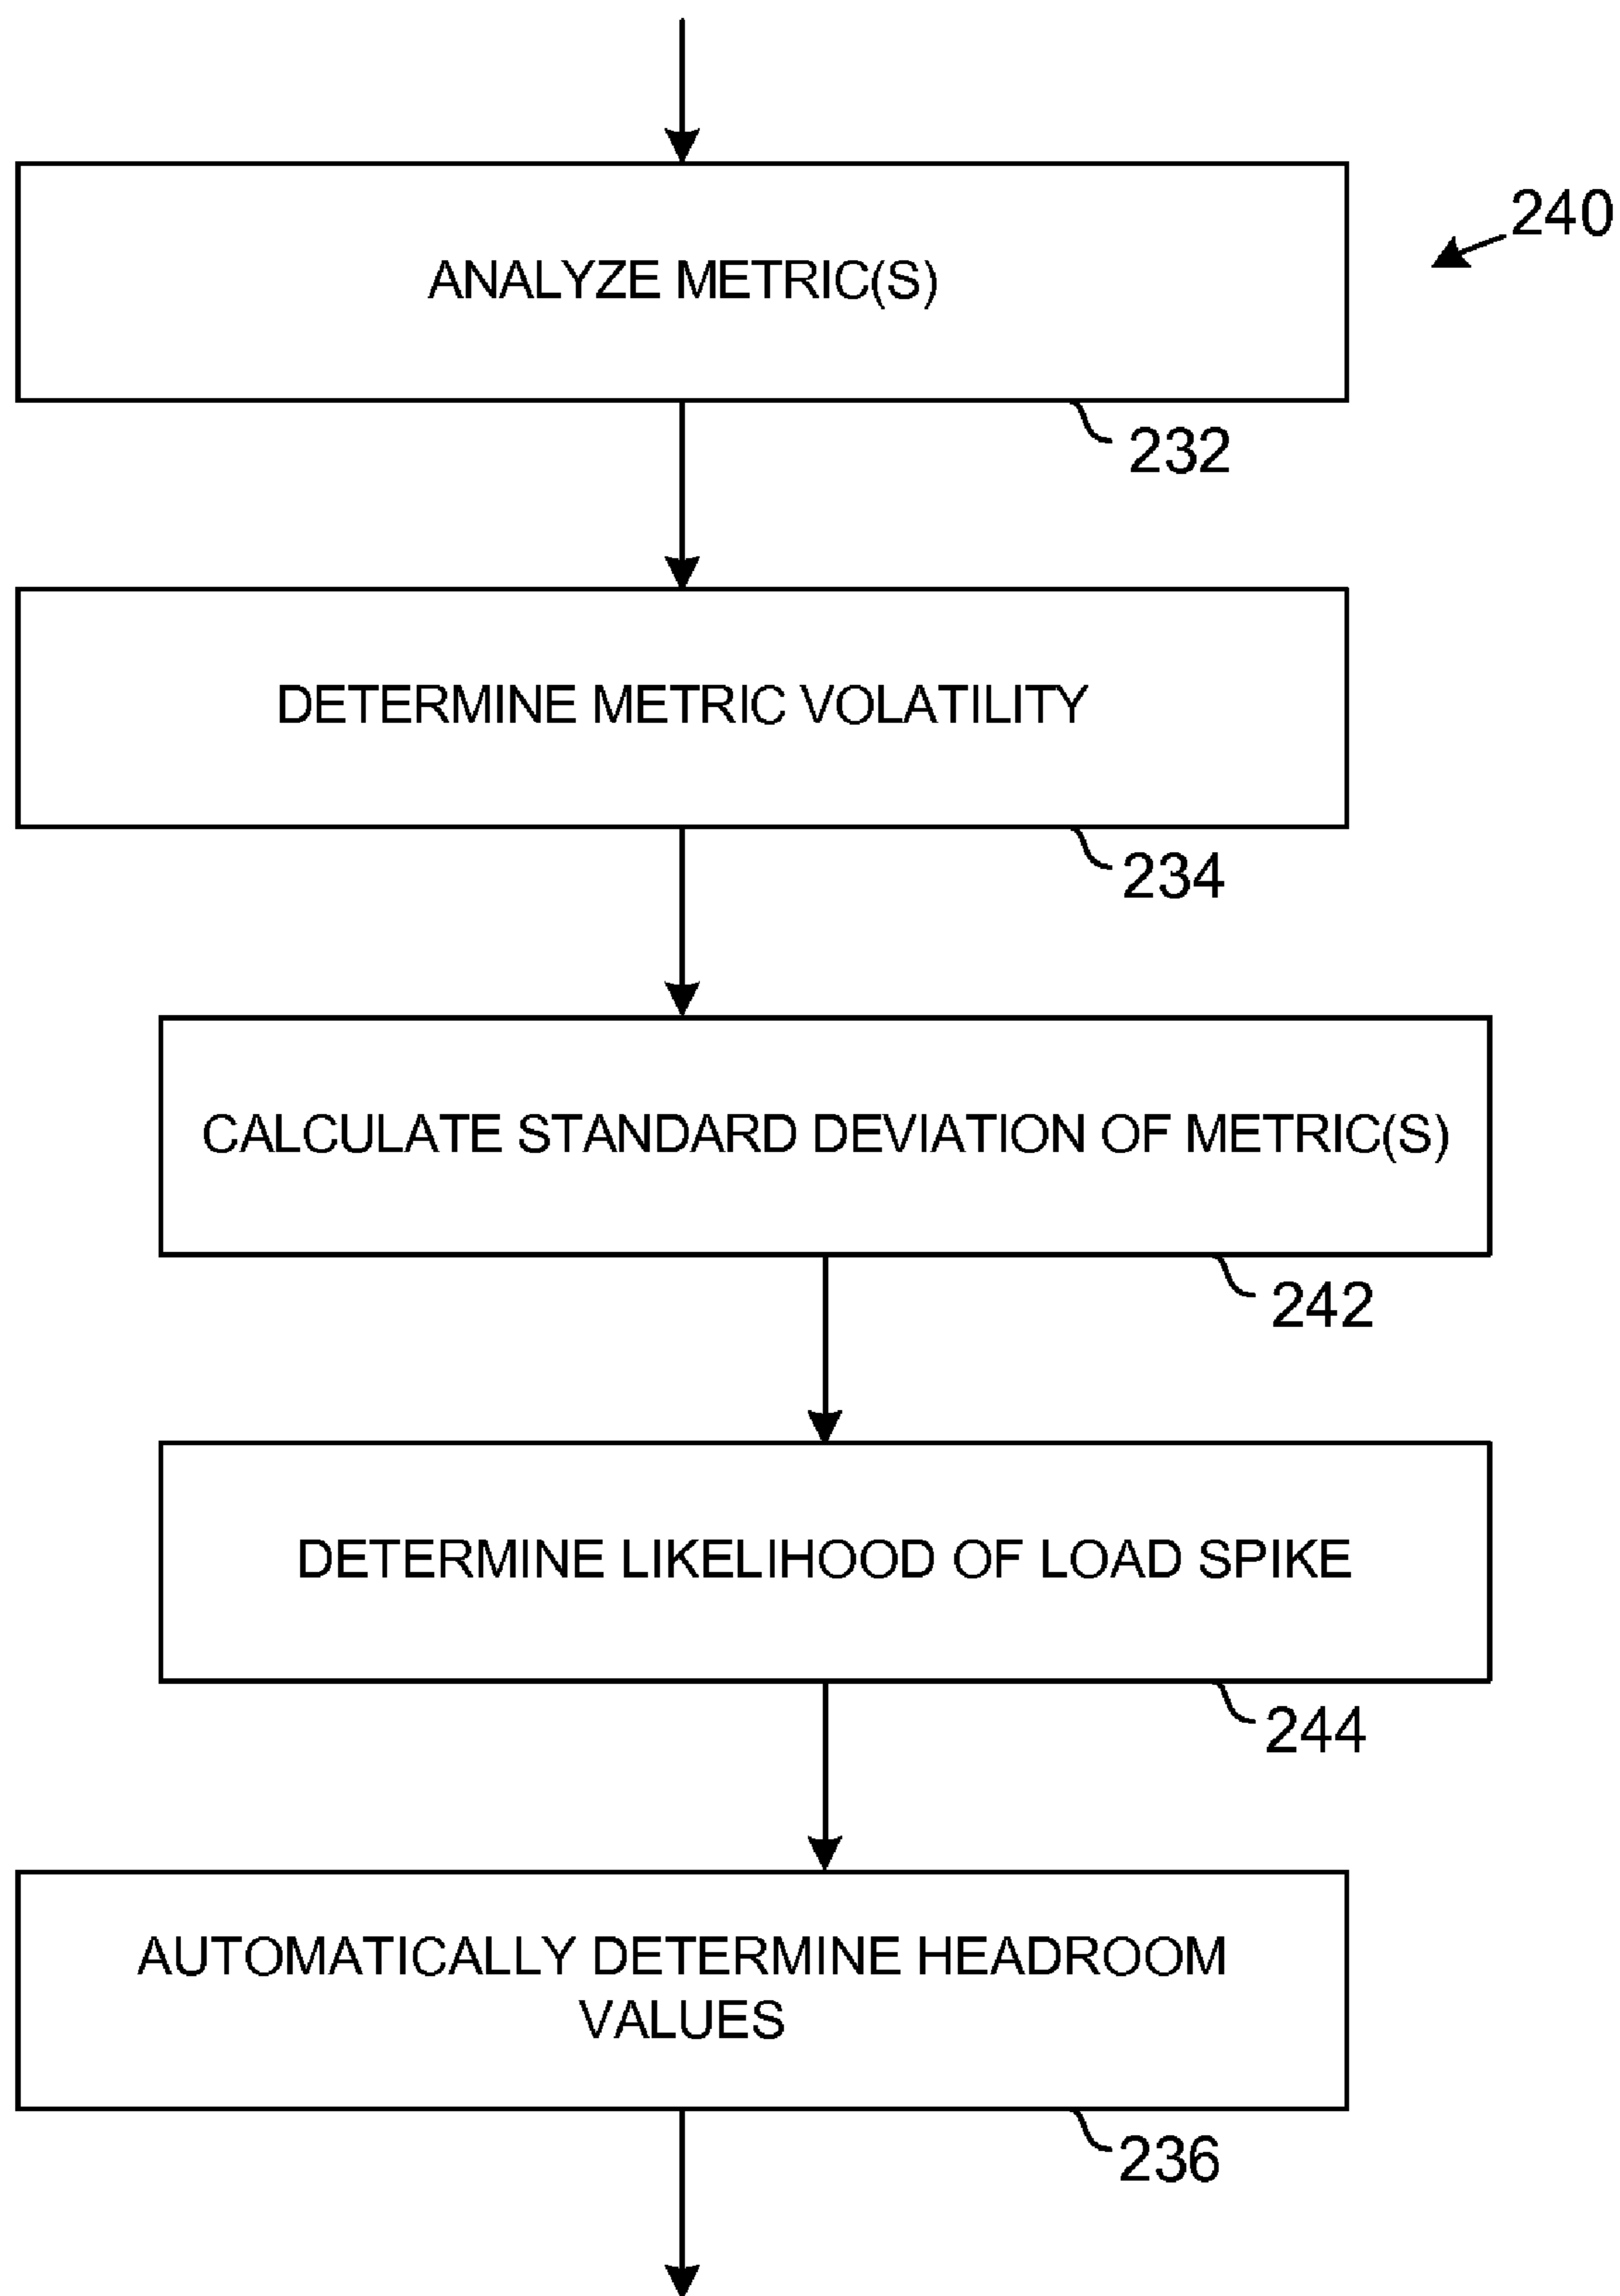 240
ANALYZE METRIC(S)
232
DETERMINE METRIC VOLATILITY
234
CALCULATE STANDARD DEVIATION OF METRIC(S)
242
DETERMINE LIKELIHOOD OF LOAD SPIKE
244
AUTOMATICALLY DETERMINE HEADROOM
VALUES
236